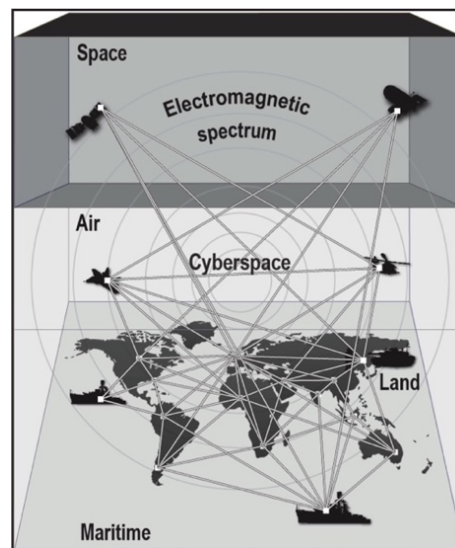 Space
Electromagnetic
spectrum
Air
Cyberspace
Land
Maritime